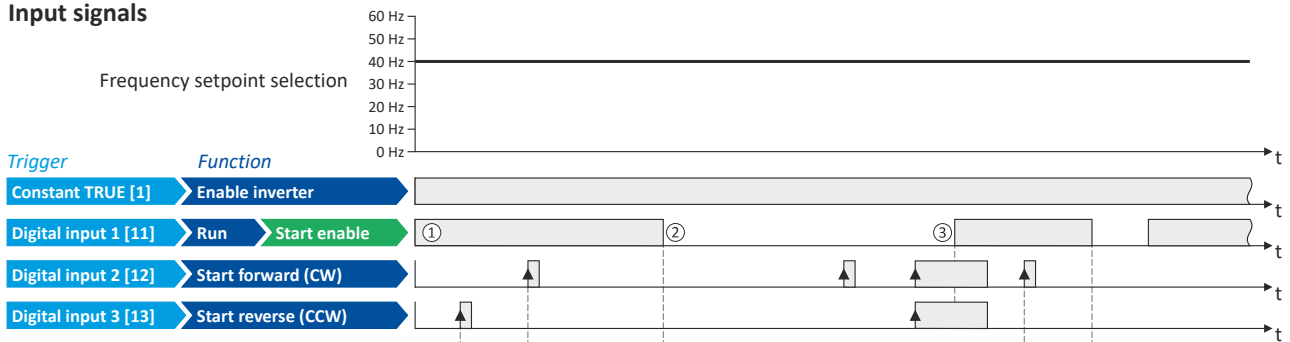 Input signals
60 Hz
50 Hz
40 Hz
Frequency setpoint selection
30 Hz
20 Hz
10 Hz
0 Hz
t
Trigger Function
Constant TRUE [1] Enable inverter
t
Digital input 1 [11] Run Start enable ① ② ③
t
Digital input 2 [12] Start forward (CW)
t
Digital input 3 [13] Start reverse (CCW)
t